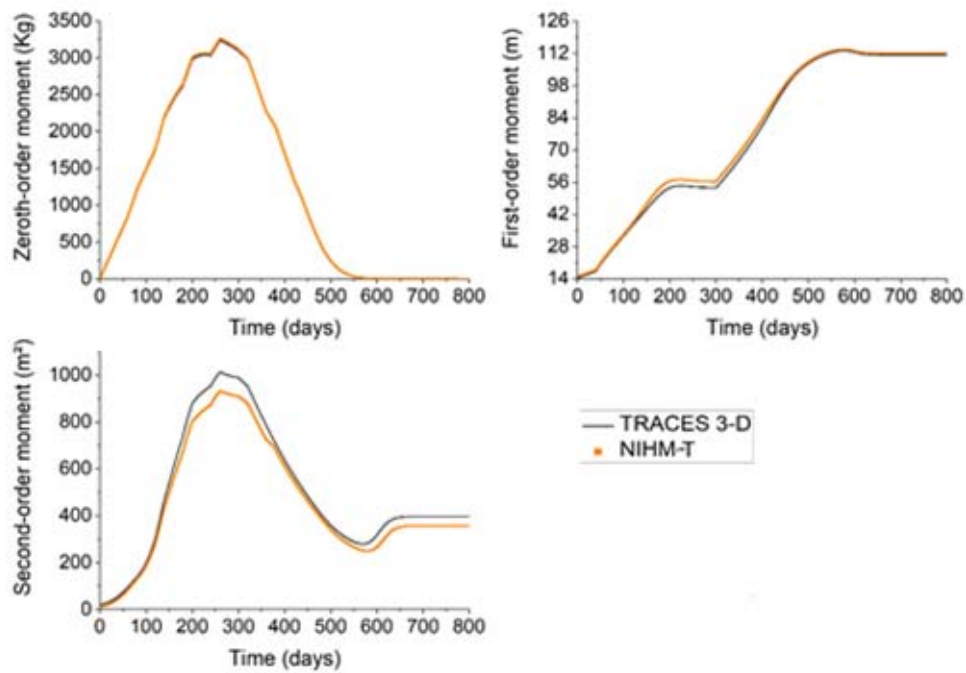 Zeroth-order moment (Kg)
3500
3000
2500
2000
1500
1000
500
0
0 100 200 300 400 500 600 700 800
Time (days)
First-order moment (m)
126
112
98
84
70
56
42
28
14
0 100 200 300 400 500 600 700 800
Time (days)
Second-order moment (m²)
1000
800
600
400
200
0
0 100 200 300 400 500 600 700 800
Time (days)
TRACES 3-D
NIHM-T